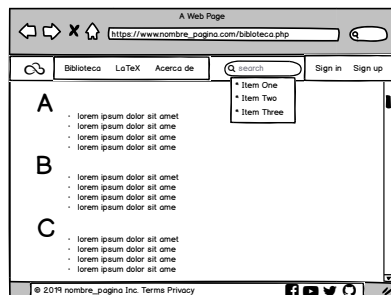 A Web Page
https://www.nombre_pagina.com/bibloteca.php
Biblioteca LaTeX Acerca de search Sign in Sign up
* Item One
* Item Two
* Item Three
A
- lorem ipsum dolor sit amet
- lorem ipsum dolor sit ame
- lorem ipsum dolor sit ame
- lorem ipsum dolor sit ame
B
- lorem ipsum dolor sit amet
- lorem ipsum dolor sit ame
- lorem ipsum dolor sit ame
- lorem ipsum dolor sit ame
C
- lorem ipsum dolor sit amet
- lorem ipsum dolor sit ame
- lorem ipsum dolor sit ame
- lorem ipsum dolor sit ame
© 2019 nombre_pagina Inc. Terms Privacy